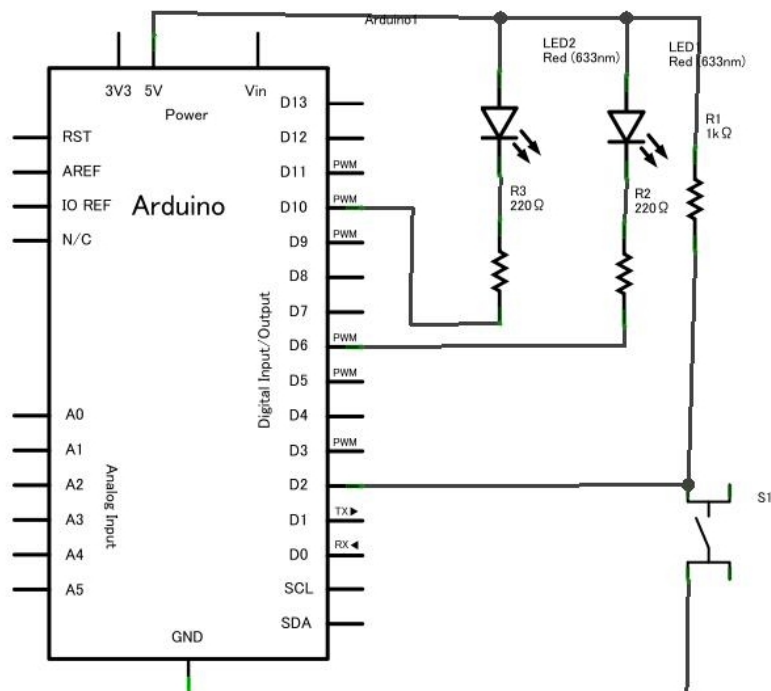 Arduino1
3V3
5V
Vin
Power
RST
AREF
IO REF
N/C
Arduino
A0
A1
A2
A3
A4
A5
Analog Input
Digital Input/Output
D13
D12
D11 PWM
D10 PWM
D9 PWM
D8
D7
D6 PWM
D5 PWM
D4
D3 PWM
D2
D1 TX▶
D0 RX◀
SCL
SDA
GND
LED2
Red (633nm)
LED1
Red (633nm)
R1
1kΩ
R3
220Ω
R2
220Ω
S1